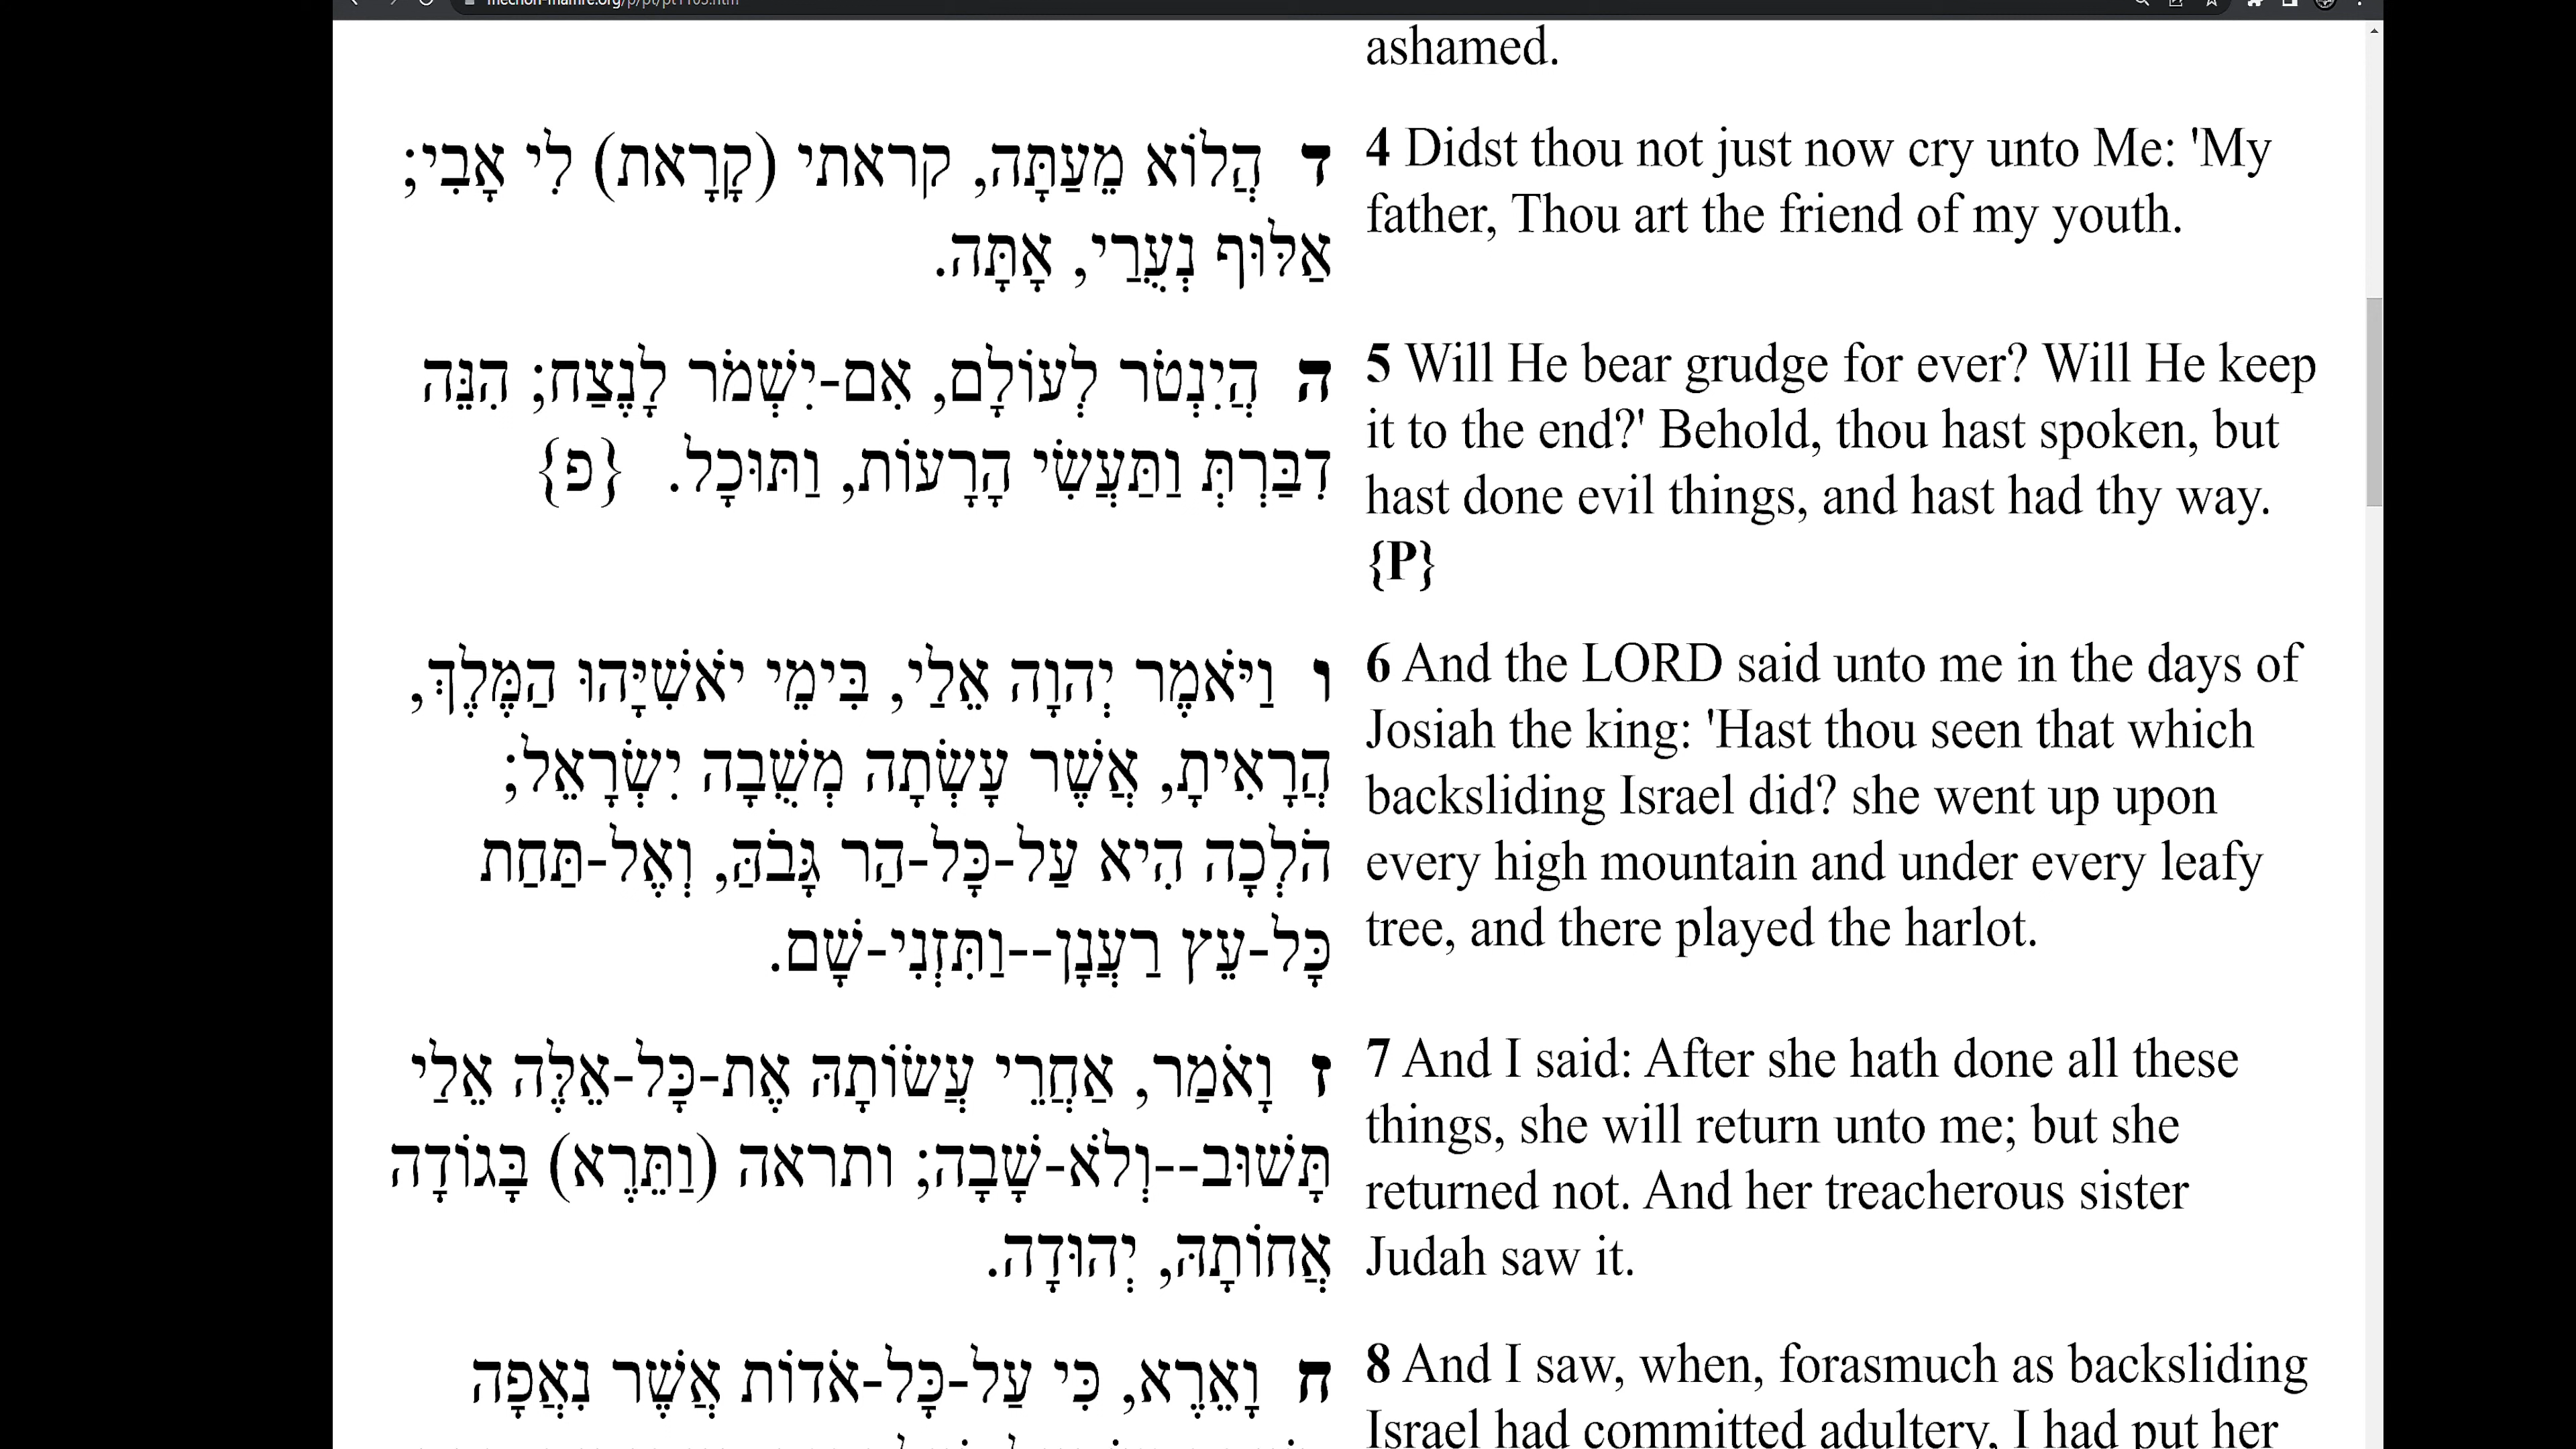 mechon-mamre.org/p/pt/pt1103.htm
ashamed.
ד הֲלוֹא מֵעַתָּה, קראתי (קָרָאת) לִי אָבִי;
אַלּוּף נְעֻרַי, אָתָּה.
4 Didst thou not just now cry unto Me: 'My
father, Thou art the friend of my youth.
ה הֲיִנְטֹר לְעוֹלָם, אִם-יִשְׁמֹר לָנֶצַח; הִנֵּה
דִבַּרְתְּ וַתַּעֲשִׂי הָרָעוֹת, וַתּוּכָל. {פ}
5 Will He bear grudge for ever? Will He keep
it to the end?' Behold, thou hast spoken, but
hast done evil things, and hast had thy way.
{P}
ו וַיֹּאמֶר יְהוָה אֵלַי, בִּימֵי יֹאשִׁיָּהוּ הַמֶּלֶךְ,
הֲרָאִיתָ, אֲשֶׁר עָשְׂתָה מְשֻׁבָה יִשְׂרָאֵל;
הֹלְכָה הִיא עַל-כָּל-הַר גָּבֹהַּ, וְאֶל-תַּחַת
כָּל-עֵץ רַעֲנָן--וַתִּזְנִי-שָׁם.
6 And the LORD said unto me in the days of
Josiah the king: 'Hast thou seen that which
backsliding Israel did? she went up upon
every high mountain and under every leafy
tree, and there played the harlot.
ז וָאֹמַר, אַחֲרֵי עֲשׂוֹתָהּ אֶת-כָּל-אֵלֶּה אֵלַי
תָּשׁוּב--וְלֹא-שָׁבָה; ותראה (וַתֵּרֶא) בָּגוֹדָה
אֲחוֹתָהּ, יְהוּדָה.
7 And I said: After she hath done all these
things, she will return unto me; but she
returned not. And her treacherous sister
Judah saw it.
ח וָאֵרֶא, כִּי עַל-כָּל-אֹדוֹת אֲשֶׁר נִאֲפָה
8 And I saw, when, forasmuch as backsliding
Israel had committed adultery, I had put her